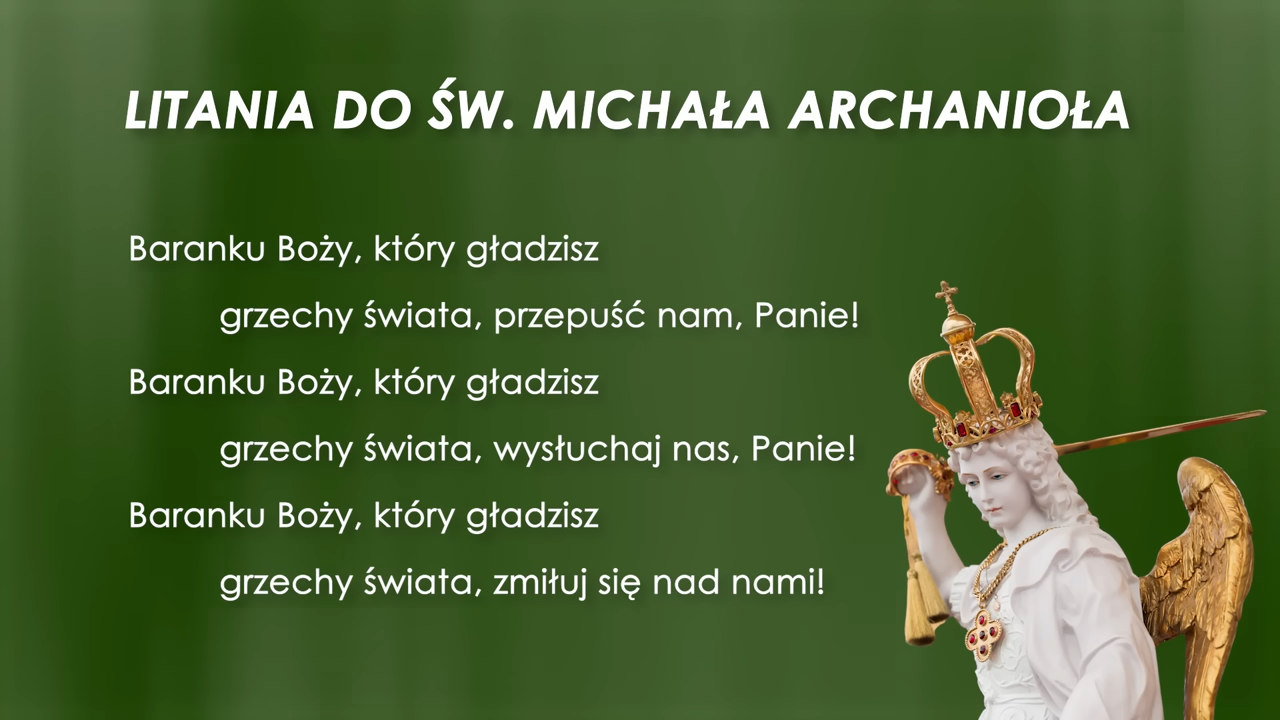 LITANIA DO ŚW. MICHAŁA ARCHANIOŁA
Baranku Boży, który gładzisz
grzechy świata, przepuść nam, Panie!
Baranku Boży, który gładzisz
grzechy świata, wysłuchaj nas, Panie!
Baranku Boży, który gładzisz
grzechy świata, zmiłuj się nad nami!